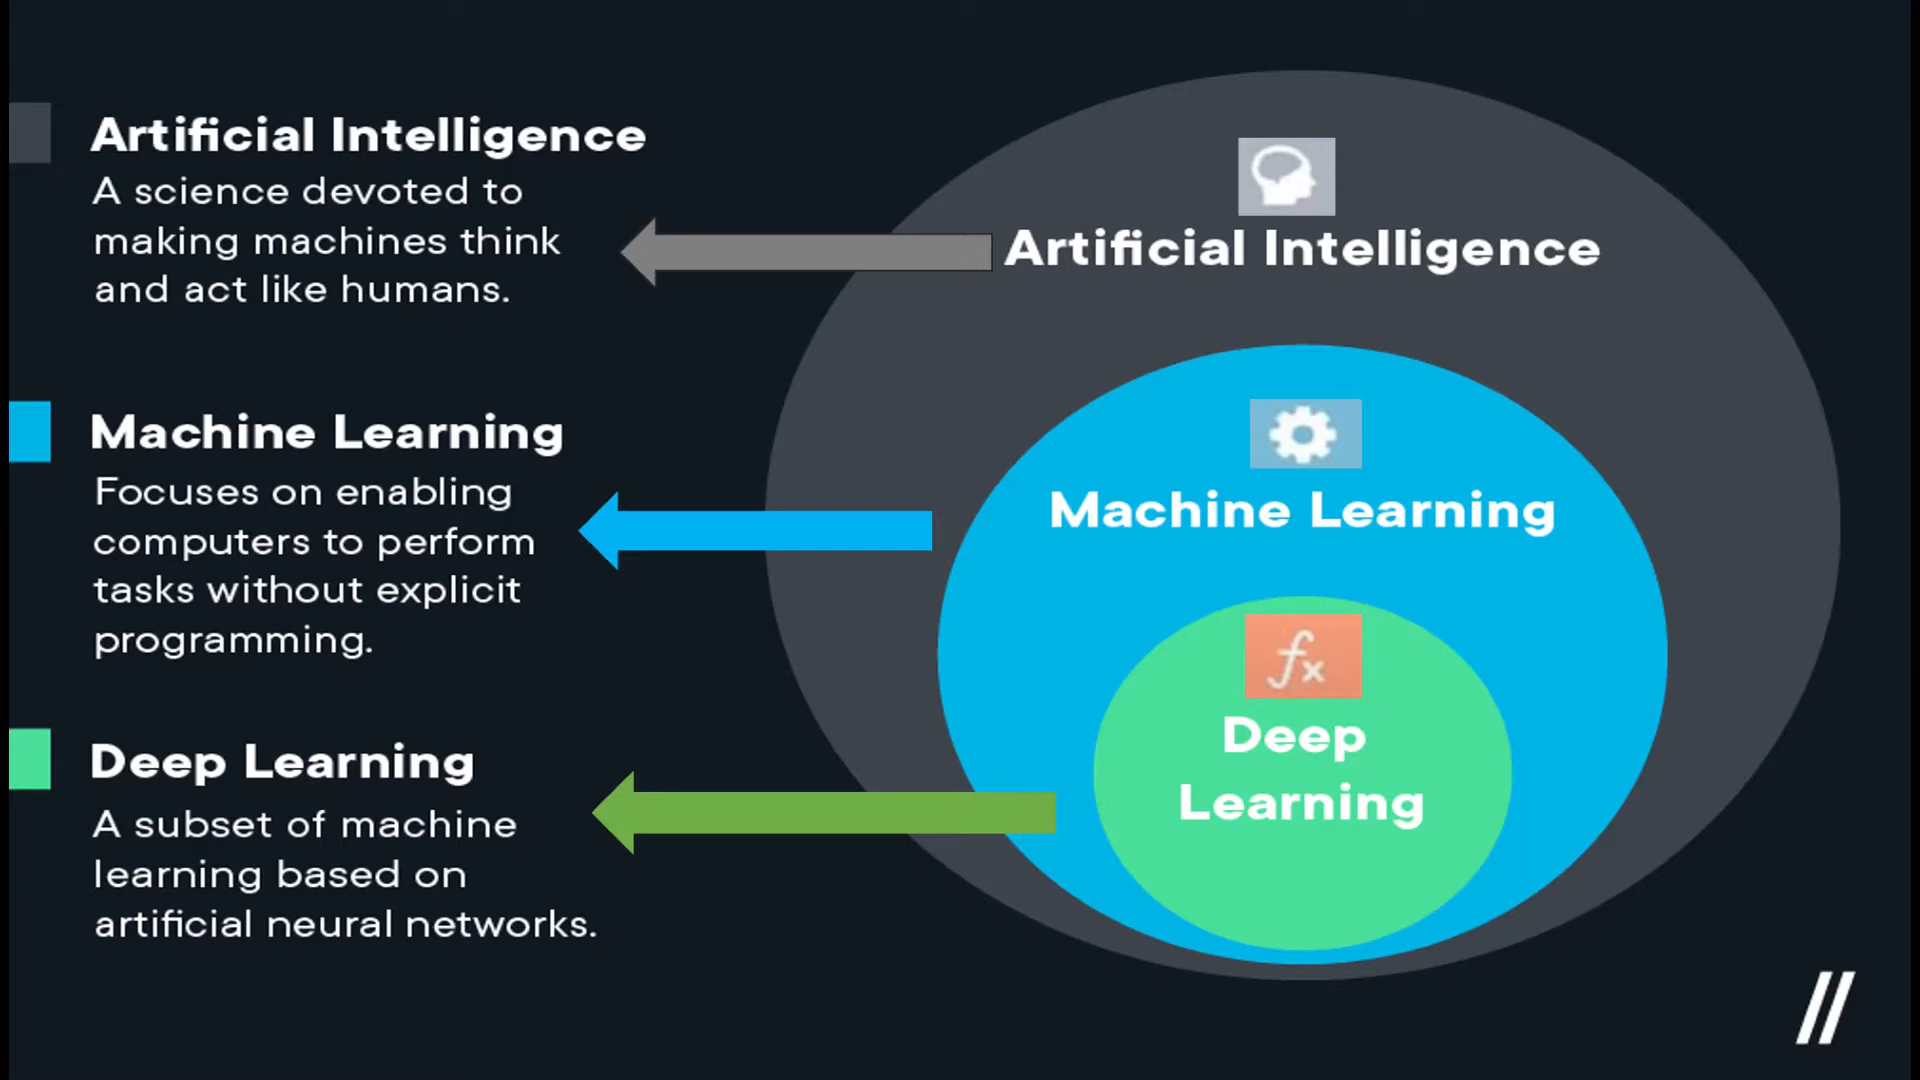 Artificial Intelligence
A science devoted to
making machines think
and act like humans.
Machine Learning
Focuses on enabling
computers to perform
tasks without explicit
programming.
Deep Learning
A subset of machine
learning based on
artificial neural networks.
Artificial Intelligence
Machine Learning
fx
Deep
Learning
//